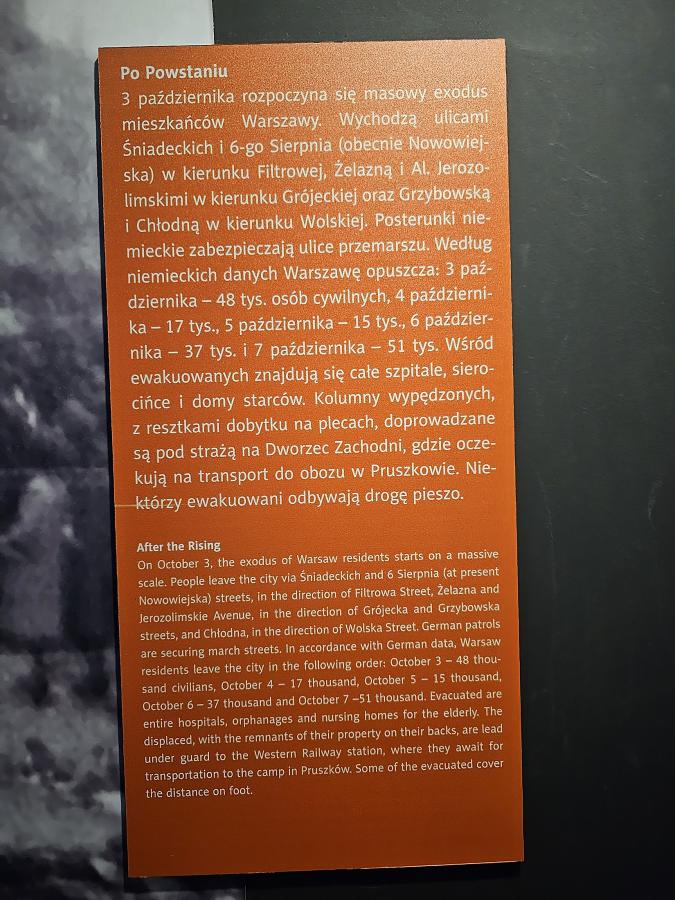 Po Powstaniu
3 października rozpoczyna się masowy exodus
mieszkańców Warszawy. Wychodzą ulicami
Śniadeckich i 6-go Sierpnia (obecnie Nowowiej-
ska) w kierunku Filtrowej, Żelazną i Al. Jerozo-
limskimi w kierunku Grójeckiej oraz Grzybowską
i Chłodną w kierunku Wolskiej. Posterunki nie-
mieckie zabezpieczają ulice przemarszu. Według
niemieckich danych Warszawę opuszcza: 3 paź-
dziernika – 48 tys. osób cywilnych, 4 październi-
ka – 17 tys., 5 października – 15 tys., 6 paździer-
nika – 37 tys. i 7 października – 51 tys. Wśród
ewakuowanych znajdują się całe szpitale, siero-
cińce i domy starców. Kolumny wypędzonych,
z resztkami dobytku na plecach, doprowadzane
są pod strażą na Dworzec Zachodni, gdzie ocze-
kują na transport do obozu w Pruszkowie. Nie-
którzy ewakuowani odbywają drogę pieszo.
After the Rising
On October 3, the exodus of Warsaw residents starts on a massive
scale. People leave the city via Śniadeckich and 6 Sierpnia (at present
Nowowiejska) streets, in the direction of Filtrowa Street, Żelazna and
Jerozolimskie Avenue, in the direction of Grójecka and Grzybowska
streets, and Chłodna, in the direction of Wolska Street. German patrols
are securing march streets. In accordance with German data, Warsaw
residents leave the city in the following order: October 3 – 48 thou-
sand civilians, October 4 – 17 thousand, October 5 – 15 thousand,
October 6 – 37 thousand and October 7 –51 thousand. Evacuated are
entire hospitals, orphanages and nursing homes for the elderly. The
displaced, with the remnants of their property on their backs, are lead
under guard to the Western Railway station, where they await for
transportation to the camp in Pruszków. Some of the evacuated cover
the distance on foot.